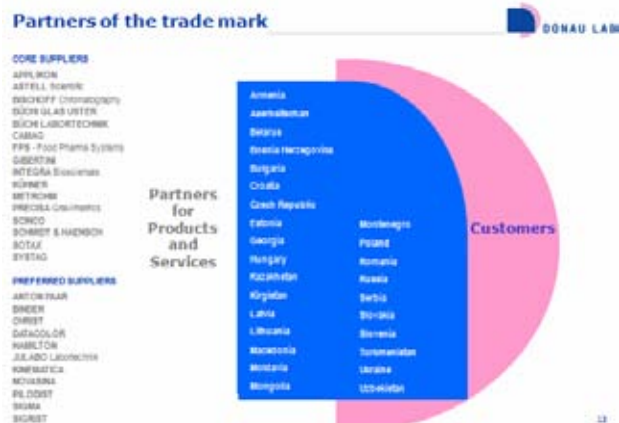 Partners of the trade mark
DONAU LAB
CORE SUPPLIERS
APPLIKON
ASTELL Scientific
BISCHOFF Chromatography
BÜCHI GLAS USTER
BÜCHI LABORTECHNIK
CAMAG
FPS - Food Pharma Systems
GIBERTINI
INTEGRA Biosciences
KÜHNER
METROHM
PRECISA Gravimetrics
SCINCO
SCHMIDT & HAENSCH
SOTAX
SYSTAG
PREFERRED SUPPLIERS
ANTON PAAR
BINDER
CHRIST
DATACOLOR
HAMILTON
JULABO Labortechnik
KINEMATICA
NOVASINA
PILODIST
SIGMA
SIGRIST
Partners
for
Products
and
Services
Armenia
Azerbaijan
Belarus
Bosnia Herzegovina
Bulgaria
Croatia
Czech Republic
Estonia
Georgia
Hungary
Kazakhstan
Kirgistan
Latvia
Lithuania
Macedonia
Moldavia
Mongolia
Montenegro
Poland
Romania
Russia
Serbia
Slovakia
Slovenia
Turkmenistan
Ukraine
Uzbekistan
Customers